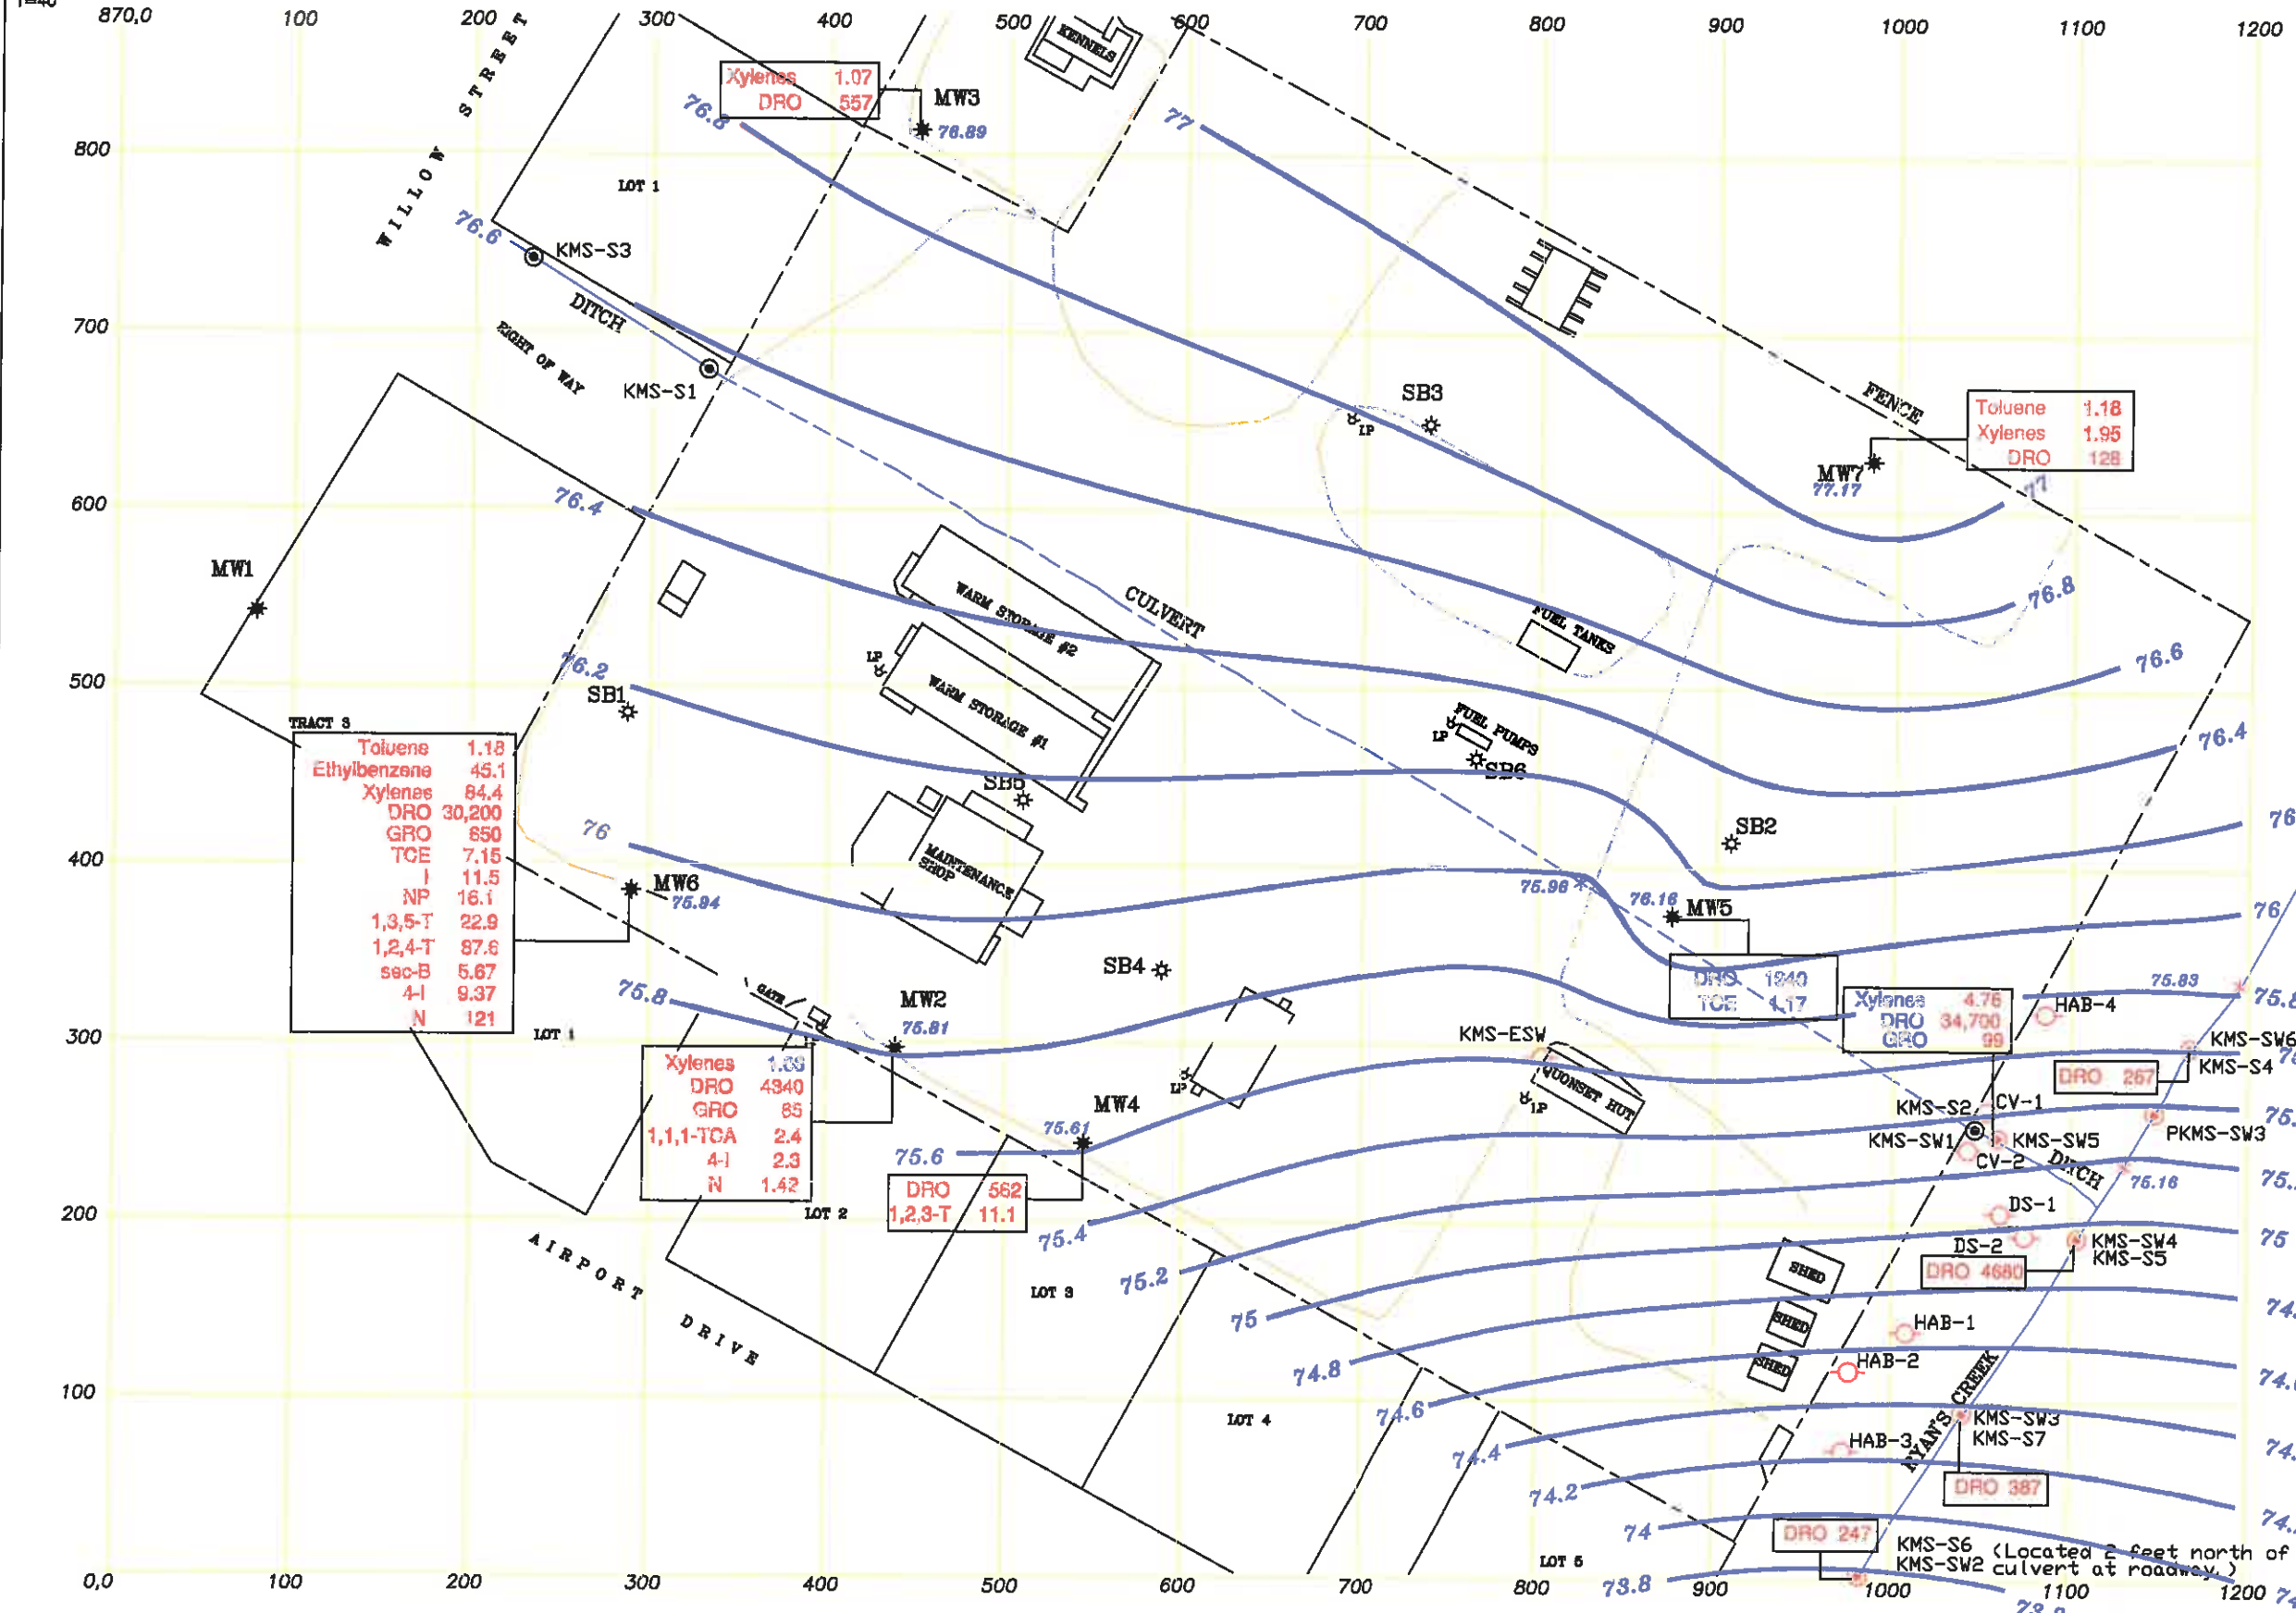 870,0 100 200 300 400 500 600 700 800 900 1000 1100 1200
WILLOW STREET
KENNELS
Xylenes 1.07
DRO 557
MW3
76.89
76.8
77
800
LOT 1
76.6
KMS-S3
DITCH
RIGHT OF WAY
700
KMS-S1
SB3
LP
FENCE
Toluene 1.18
Xylenes 1.95
DRO 128
MW7
77.17
77
76.4
600
MW1
WARM STORAGE #2
CULVERT
FUEL TANKS
76.8
76.6
LP
76.2
500
SB1
WARM STORAGE #1
FUEL PUMPS
LP
SB6
76.4
TRACT 3
Toluene 1.18
Ethylbenzene 45.1
Xylenes 84.4
DRO 30,200
GRO 650
TCE 7.15
I 11.5
NP 16.1
1,3,5-T 22.9
1,2,4-T 87.6
sec-B 5.67
4-I 9.37
N 121
SB5
76
SB2
400
MAINTENANCE SHOP
MW6
75.94
75.96
76.16
MW5
76
SB4
DRO 1340
TCE 1.17
75.83
75.8
GATE
MW2
75.81
Xylenes 4.76
DRO 34,700
GRO 99
HAB-4
300
LOT 1
KMS-ESW
KMS-SW6
KMS-S4
DRO 267
QUONSET HUT
LP
LP
Xylenes 1.66
DRO 4340
GRO 85
1,1,1-TCA 2.4
4-I 2.3
N 1.42
MW4
75.61
75.6
KMS-S2
CV-1
KMS-SW1
KMS-SW5
CV-2
PKMS-SW3
DITCH
75.16
DRO 562
1,2,3-T 11.1
200
LOT 2
75.4
DS-1
DS-2
KMS-SW4
KMS-S5
75
DRO 4680
AIRPORT DRIVE
75.2
LOT 3
75
SHED
SHED
SHED
HAB-1
HAB-2
74.8
RYAN'S CREEK
100
LOT 4
74.6
KMS-SW3
KMS-S7
HAB-3
74.4
DRO 387
74.2
74
DRO 247
KMS-S6
KMS-SW2
(Located 2 feet north of
culvert at roadway.)
LOT 5
73.8
0,0 100 200 300 400 500 600 700 800 900 1000 1100 1200